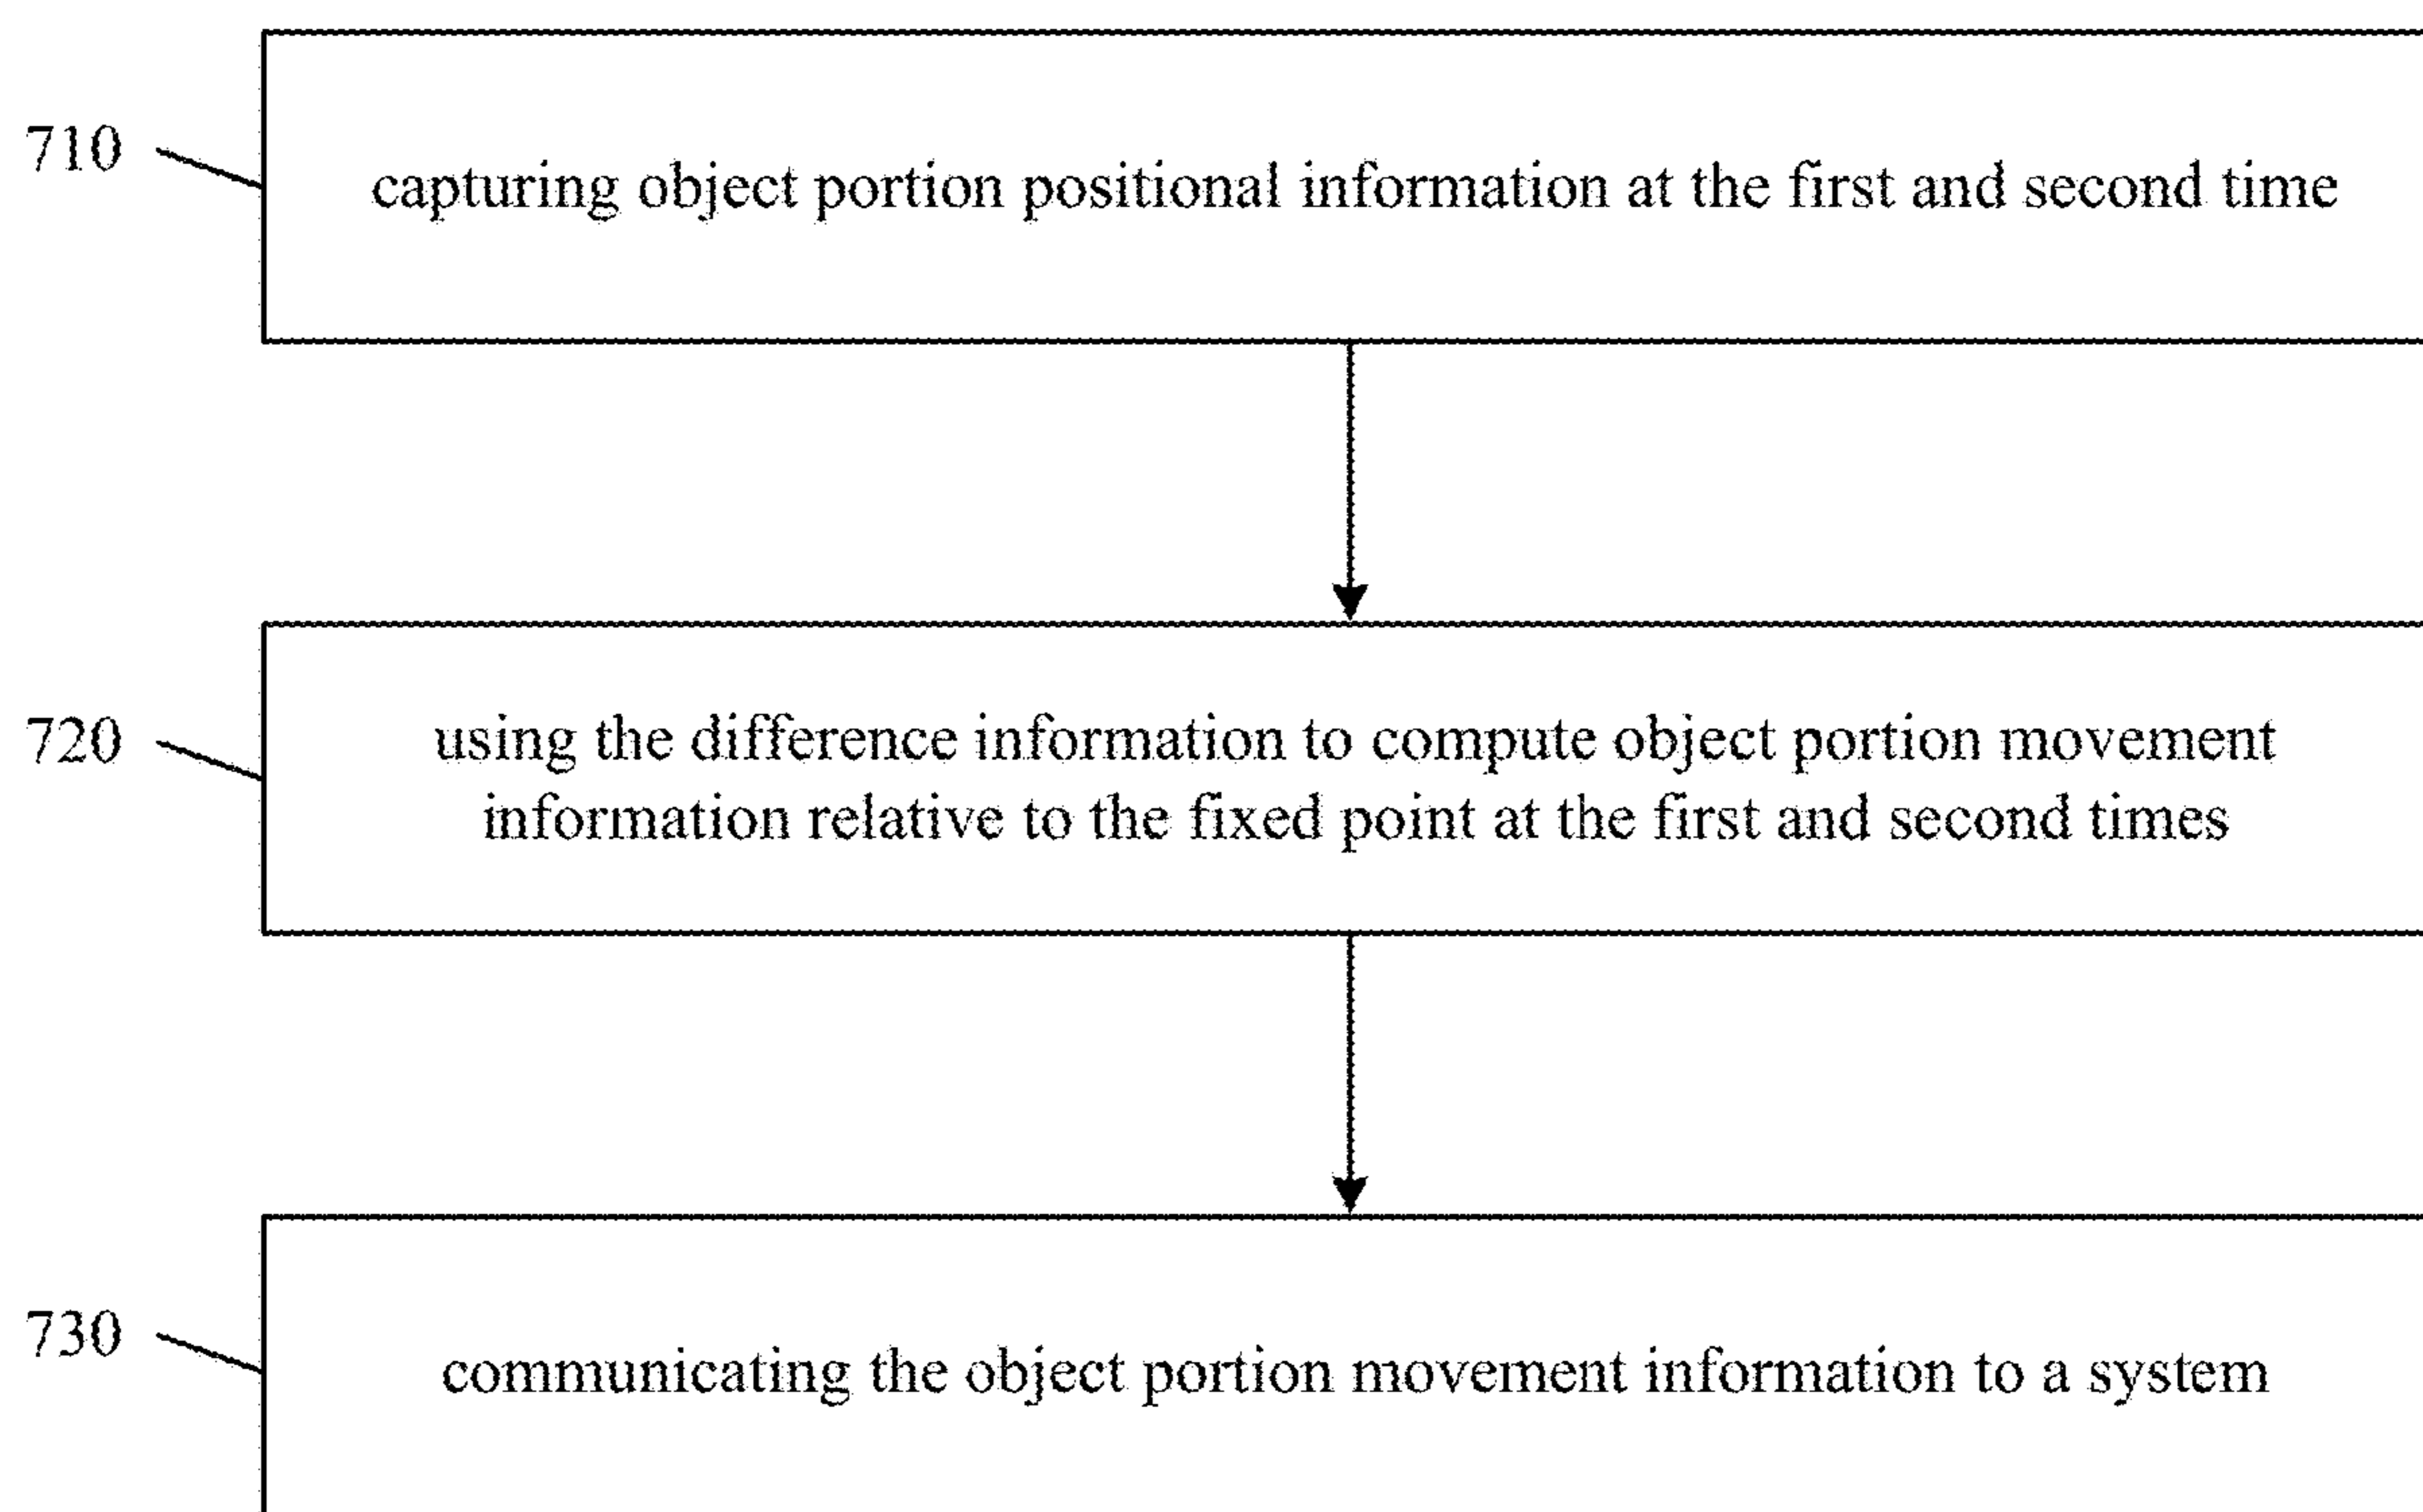 710
capturing object portion positional information at the first and second time
720
using the difference information to compute object portion movement
information relative to the fixed point at the first and second times
730
communicating the object portion movement information to a system